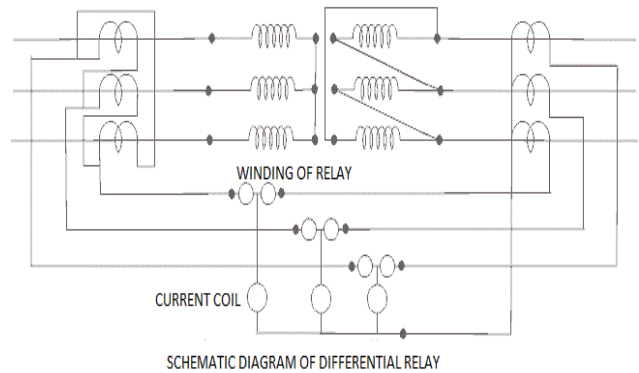 WINDING OF RELAY
CURRENT COIL
SCHEMATIC DIAGRAM OF DIFFERENTIAL RELAY